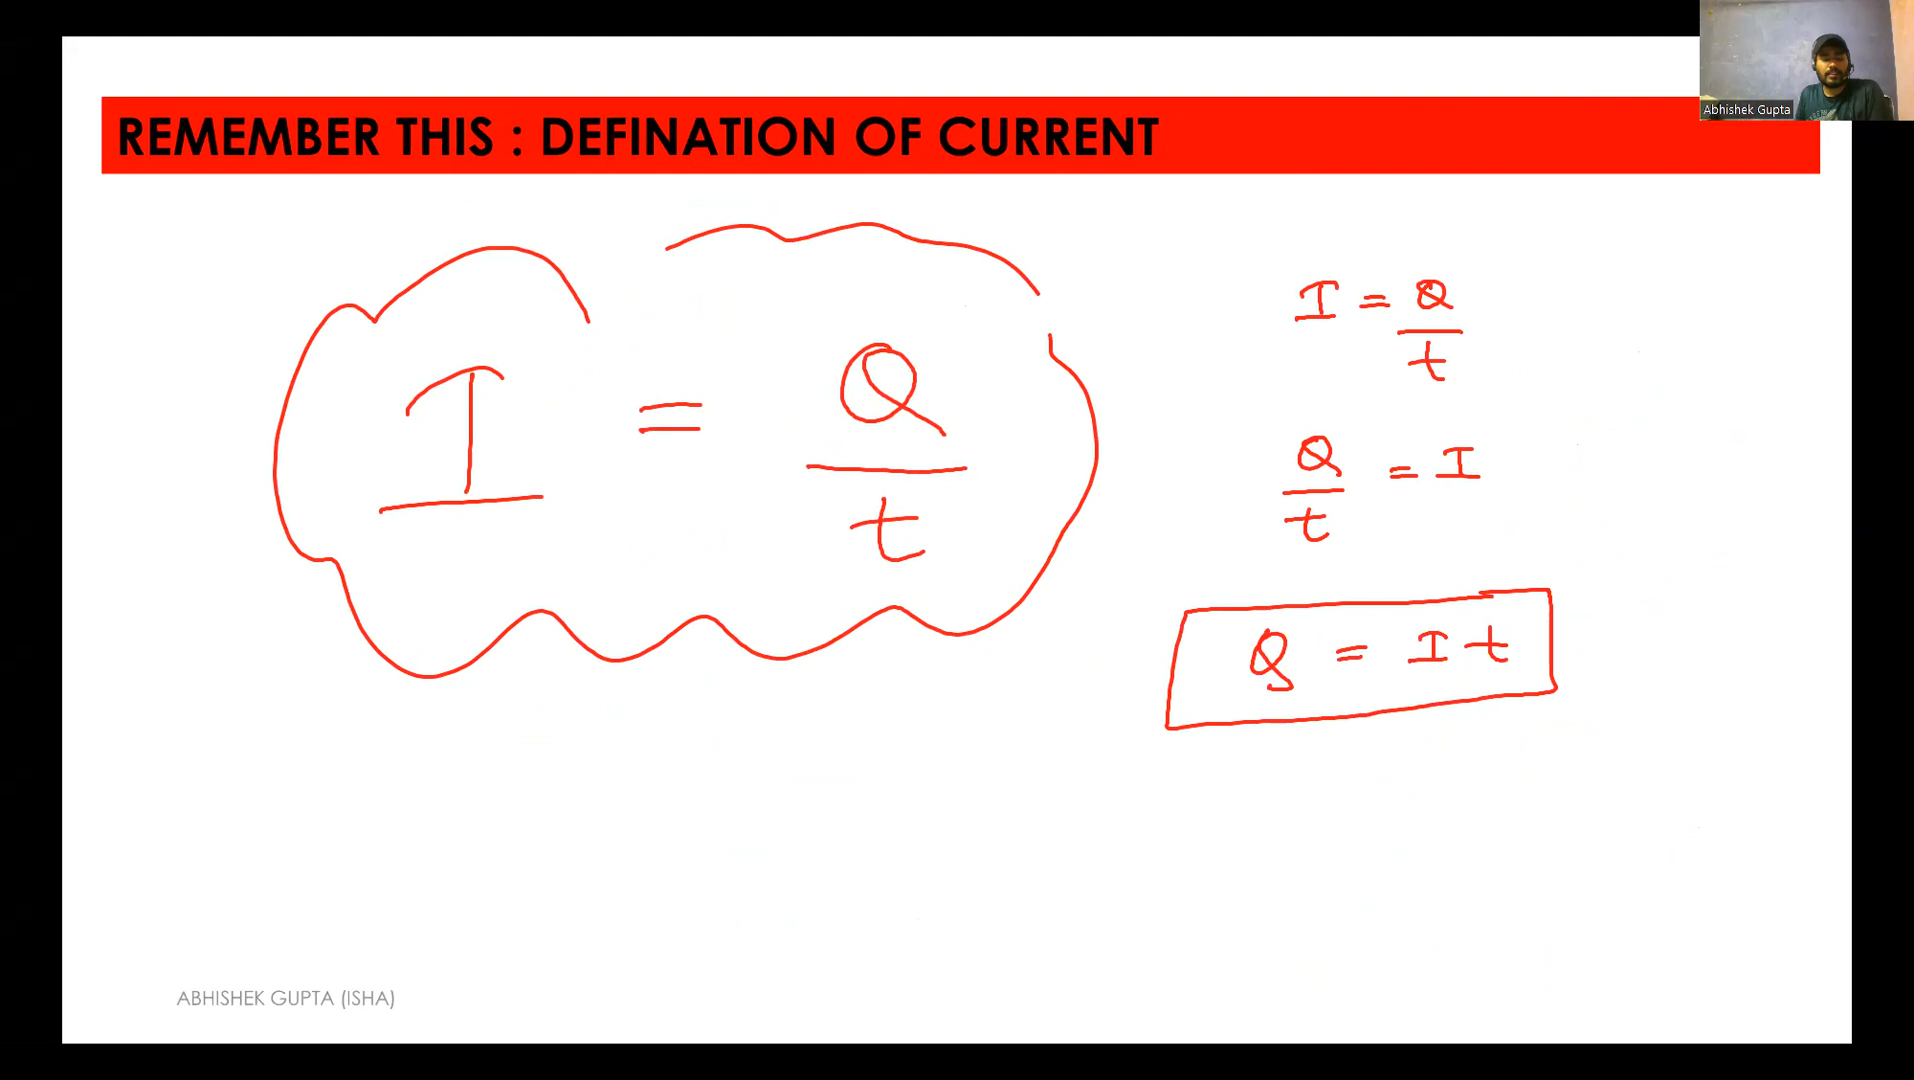 Abhishek Gupta
REMEMBER THIS : DEFINATION OF CURRENT
I = Q/t
I = Q/t
Q/t = I
Q = It
ABHISHEK GUPTA (ISHA)